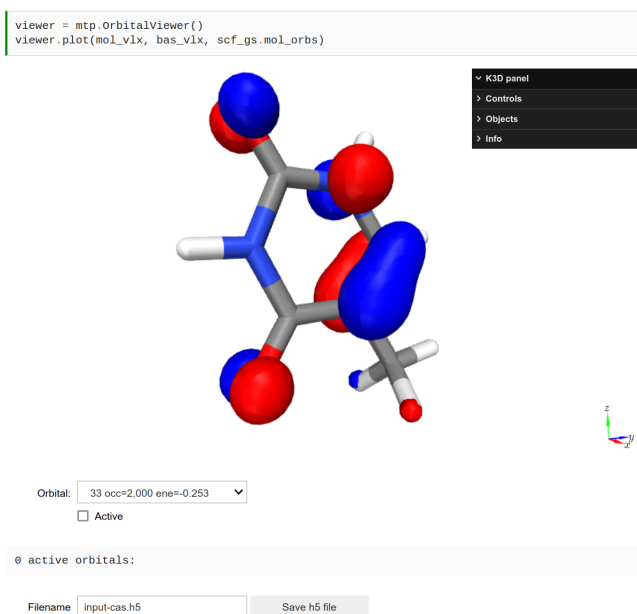 viewer = mtp.OrbitalViewer()
viewer.plot(mol_vlx, bas_vlx, scf_gs.mol_orbs)
K3D panel
Controls
Objects
Info
z
y
x
Orbital: 33 occ=2.000 ene=-0.253
Active
0 active orbitals:
Filename input-cas.h5 Save h5 file